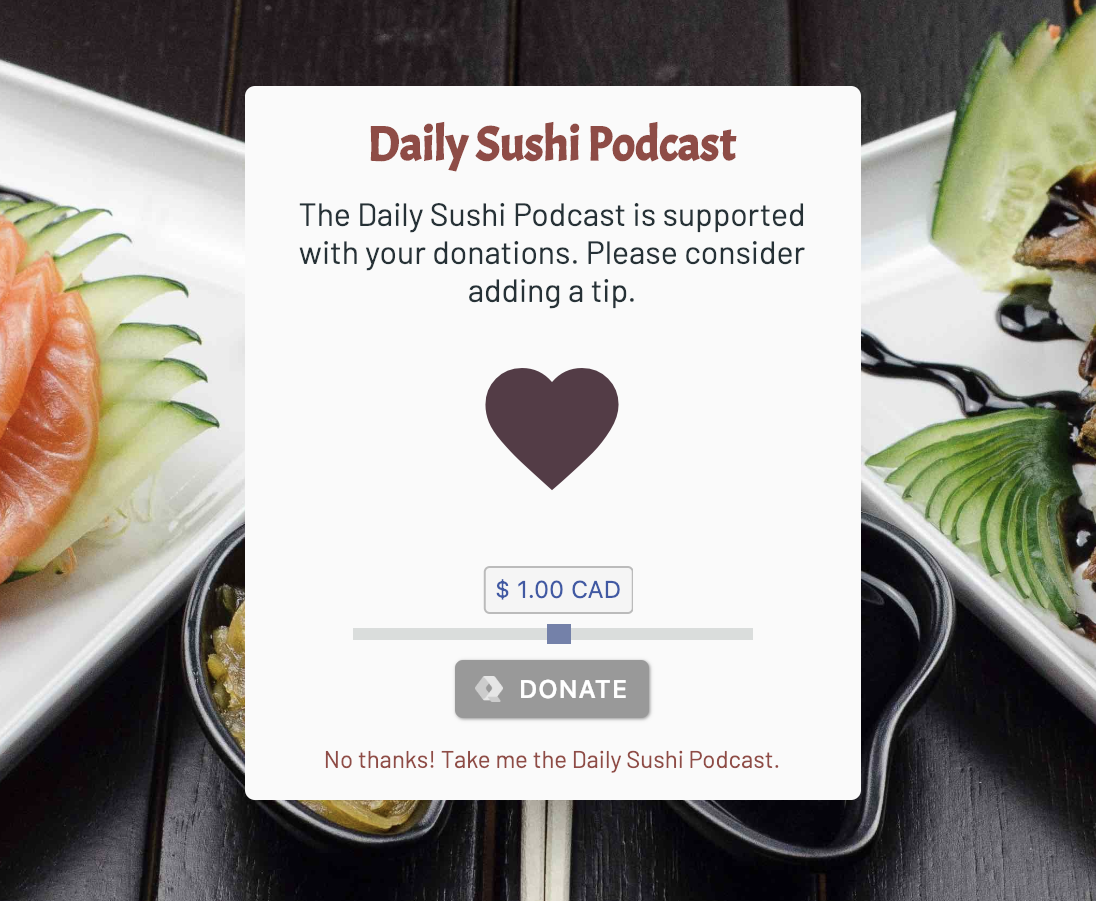 Daily Sushi Podcast
The Daily Sushi Podcast is supported
with your donations. Please consider
adding a tip.
$ 1.00 CAD
DONATE
No thanks! Take me the Daily Sushi Podcast.